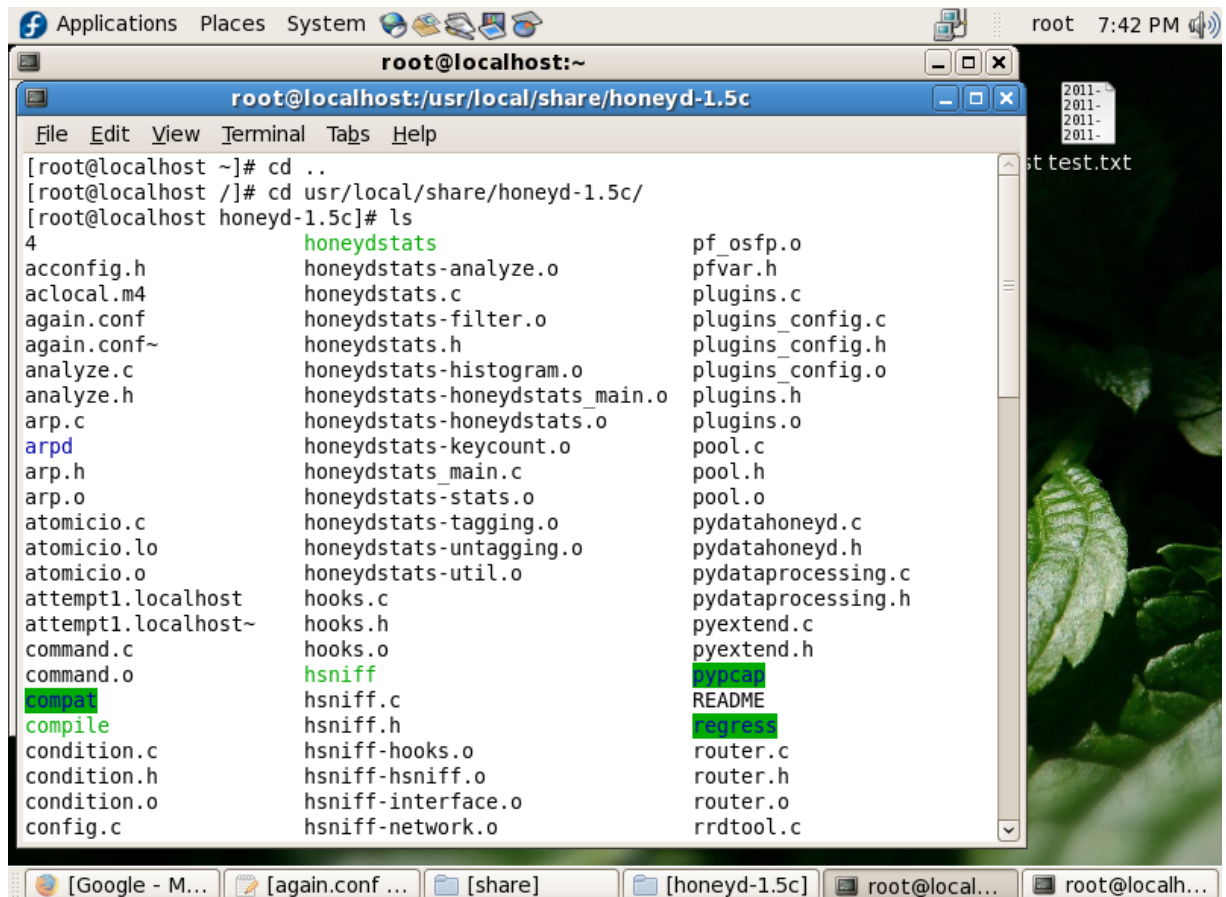 Applications Places System root 7:42 PM
root@localhost:~
root@localhost:/usr/local/share/honeyd-1.5c
File Edit View Terminal Tabs Help
[root@localhost ~]# cd ..
[root@localhost /]# cd usr/local/share/honeyd-1.5c/
[root@localhost honeyd-1.5c]# ls
4 honeydstats pf_osfp.o
acconfig.h honeydstats-analyze.o pfvar.h
aclocal.m4 honeydstats.c plugins.c
again.conf honeydstats-filter.o plugins_config.c
again.conf~ honeydstats.h plugins_config.h
analyze.c honeydstats-histogram.o plugins_config.o
analyze.h honeydstats-honeydstats_main.o plugins.h
arp.c honeydstats-honeydstats.o plugins.o
arpd honeydstats-keycount.o pool.c
arp.h honeydstats_main.c pool.h
arp.o honeydstats-stats.o pool.o
atomicio.c honeydstats-tagging.o pydatahoneyd.c
atomicio.lo honeydstats-untagging.o pydatahoneyd.h
atomicio.o honeydstats-util.o pydataprocessing.c
attempt1.localhost hooks.c pydataprocessing.h
attempt1.localhost~ hooks.h pyextend.c
command.c hooks.o pyextend.h
command.o hsniff pypcap
compat hsniff.c README
compile hsniff.h regress
condition.c hsniff-hooks.o router.c
condition.h hsniff-hsniff.o router.h
condition.o hsniff-interface.o router.o
config.c hsniff-network.o rrdtool.c
2011-
2011-
2011-
2011-
st test.txt
[Google - M... [again.conf ... [share] [honeyd-1.5c] root@local... root@localh...